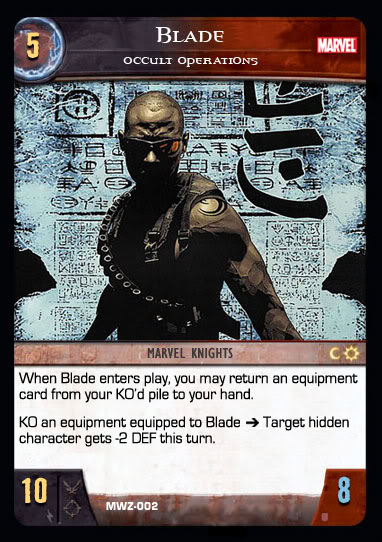 5
Blade
Occult Operations
MARVEL
MARVEL KNIGHTS
When Blade enters play, you may return an equipment
card from your KO'd pile to your hand.
KO an equipment equipped to Blade ➔ Target hidden
character gets -2 DEF this turn.
10
MWZ-002
8